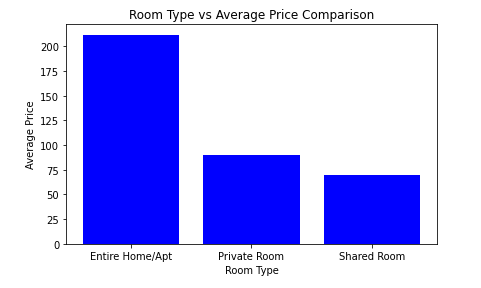 Room Type vs Average Price Comparison
Average Price
200
175
150
125
100
75
50
25
0
Entire Home/Apt Private Room Shared Room
Room Type